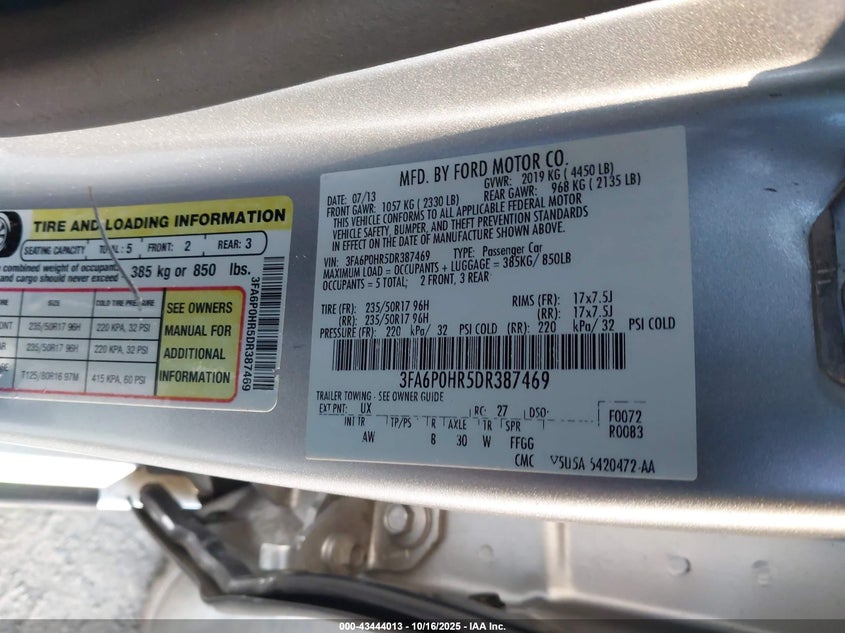 TIRE AND LOADING INFORMATION
SEATING CAPACITY TOTAL : 5 FRONT: 2 REAR: 3
combined weight of occupants
and cargo should never exceed 385 kg or 850 lbs.
SIZE COLD TIRE PRESSURE
235/50R17 96H 220 KPA, 32 PSI
235/50R17 96H 220 KPA, 32 PSI
T125/80R16 97M 415 KPA, 60 PSI
SEE OWNERS
MANUAL FOR
ADDITIONAL
INFORMATION
3FA6P0HR5DR387469
MFD. BY FORD MOTOR CO.
DATE: 07/13 GVWR: 2019 KG ( 4450 LB)
FRONT GAWR: 1057 KG ( 2330 LB) REAR GAWR: 968 KG ( 2135 LB)
THIS VEHICLE CONFORMS TO ALL APPLICABLE FEDERAL MOTOR
VEHICLE SAFETY, BUMPER, AND THEFT PREVENTION STANDARDS
IN EFFECT ON THE DATE OF MANUFACTURE SHOWN ABOVE.
VIN: 3FA6P0HR5DR387469 TYPE: Passenger Car
MAXIMUM LOAD = OCCUPANTS + LUGGAGE = 385KG/850LB
OCCUPANTS = 5 TOTAL; 2 FRONT, 3 REAR
TIRE (FR): 235/50R17 96H RIMS (FR): 17x7.5J
(RR): 235/50R17 96H (RR): 17x7.5J
PRESSURE (FR): 220 kPa/ 32 PSI COLD (RR): 220 kPa/ 32 PSI COLD
3FA6P0HR5DR387469
TRAILER TOWING - SEE OWNER GUIDE
EXT PNT: UX RC: 27 DSO: F0072
INT TR TP/PS R AXLE TR SPR R0083
AW 8 30 W FFGG
CMC 5U5A 5420472-AA
000-43444013 - 10/16/2025 - IAA Inc.